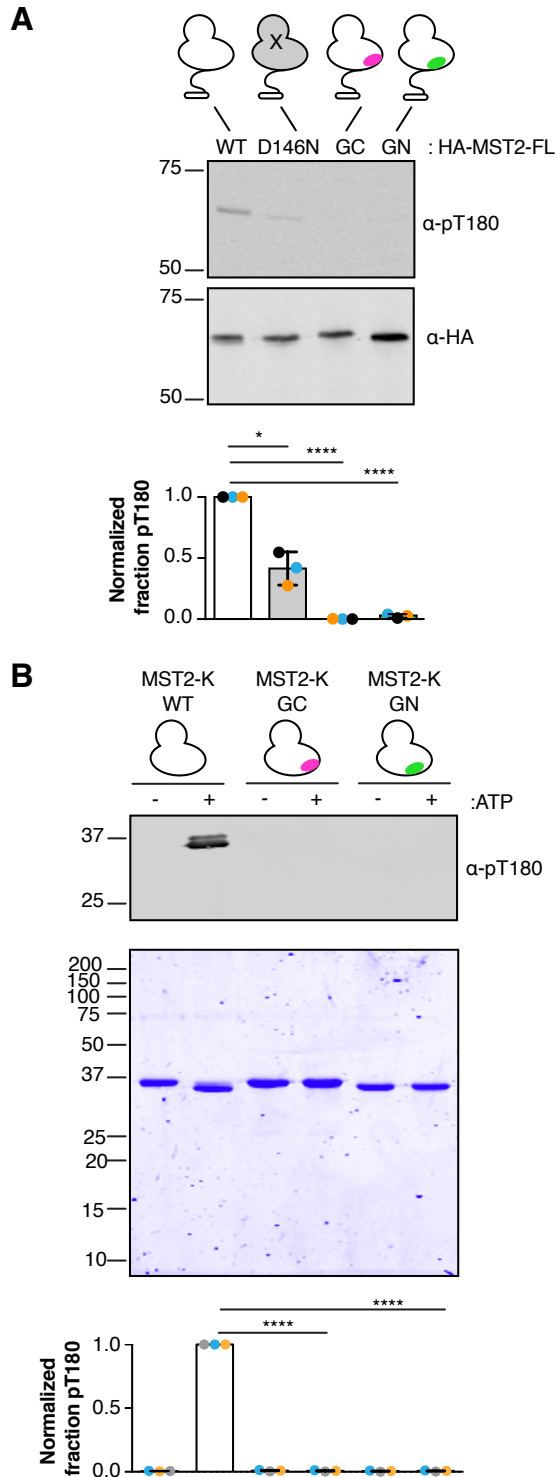 A
X
WT D146N GC GN : HA-MST2-FL
75
α-pT180
50
75
α-HA
50
* 
****
****
Normalized
fraction pT180
1.0
0.5
0.0
B
MST2-K MST2-K MST2-K
WT GC GN
- + - + - + :ATP
37
α-pT180
25
200
150
100
75
50
37
25
20
15
10
****
****
Normalized
fraction pT180
1.0
0.5
0.0